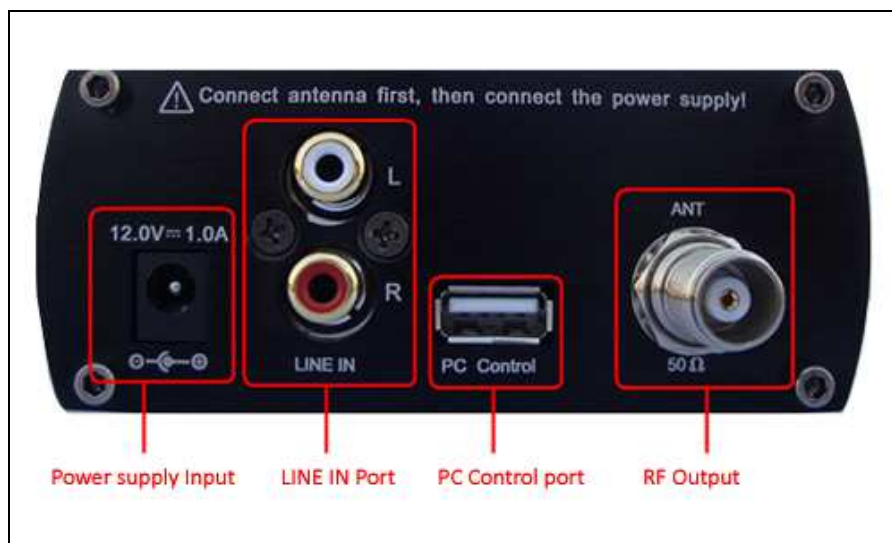 Connect antenna first, then connect the power supply!
L
12.0V⎓1.0A
ANT
R
LINE IN
PC Control
50Ω
Power supply Input
LINE IN Port
PC Control port
RF Output